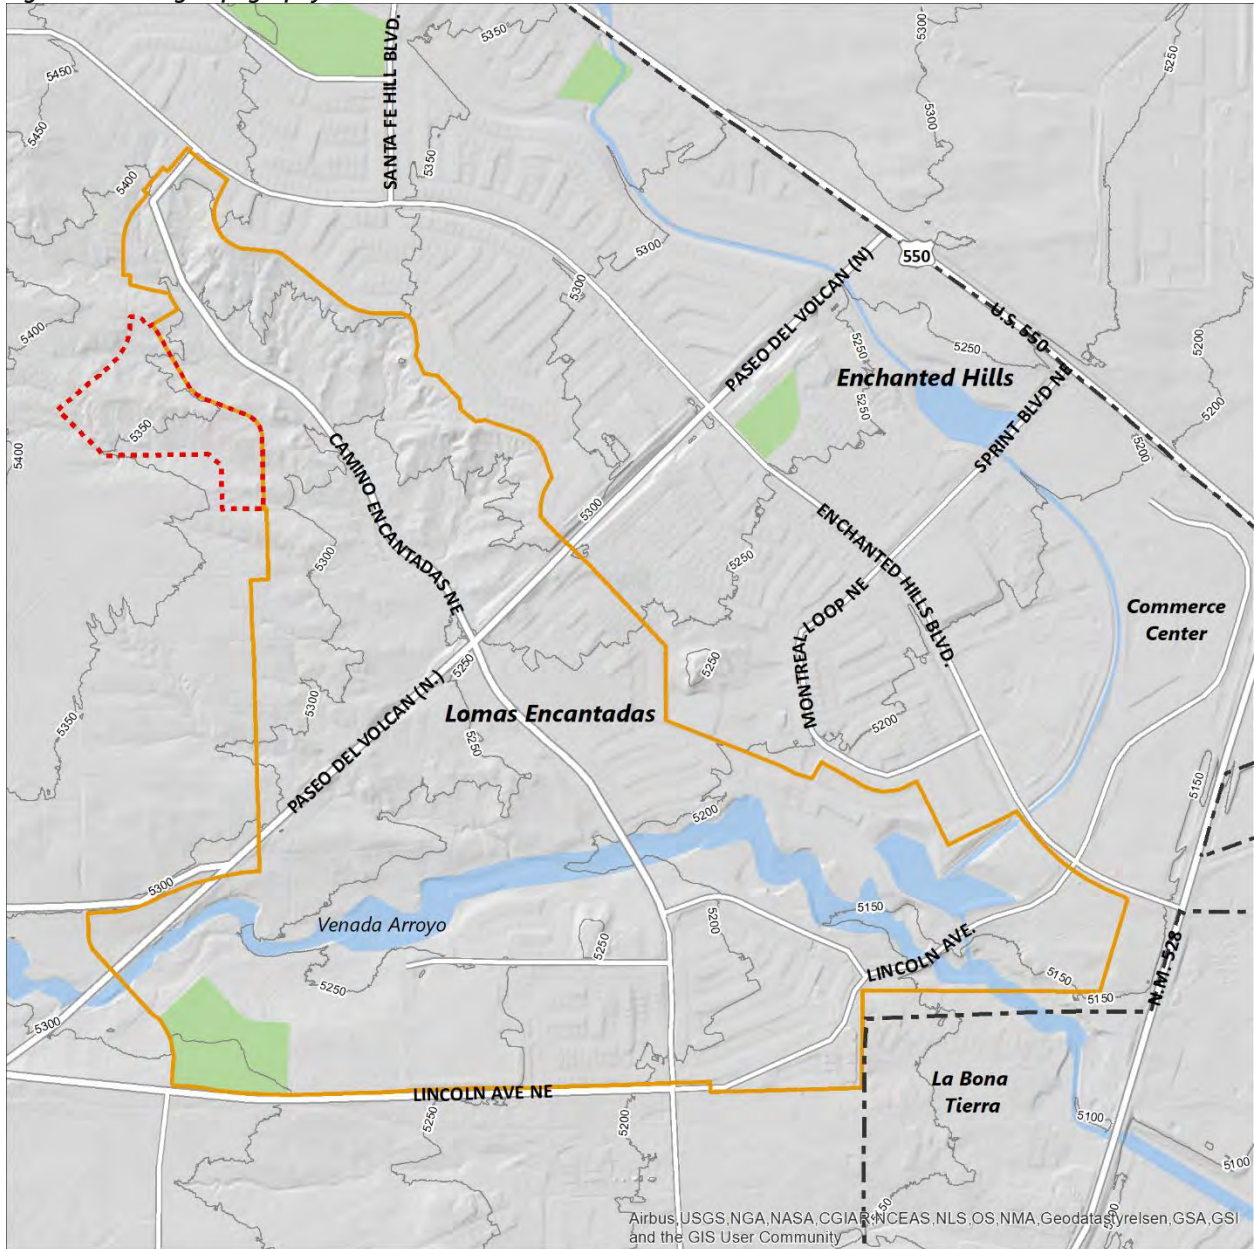 5350
5300
5250
5450
SANTA FE HILL BLVD.
5450
5350
5300
5400
5300
PASEO DEL VOLCAN (N)
550
5300
U.S. 550
5200
5400
5250
5250
Enchanted Hills
5250
SPRINT BLVD NE
5200
5350
5400
CAMINO ENCANTADAS NE
5200
5300
ENCHANTED HILLS BLVD.
5300
5250
MONTREAL LOOP NE
Commerce
Center
5250
5250
5300
Lomas Encantadas
5350
PASEO DEL VOLCAN (N.)
5250
5200
5150
5200
5300
5150
Venada Arroyo
5200
5250
LINCOLN AVE.
5150
5250
5150
N.M. 528
5300
La Bona
Tierra
LINCOLN AVE NE
5250
5200
5100
5100
5150
Airbus,USGS,NGA,NASA,CGIAR,NCEAS,NLS,OS,NMA,Geodatastyrelsen,GSA,GSI
and the GIS User Community